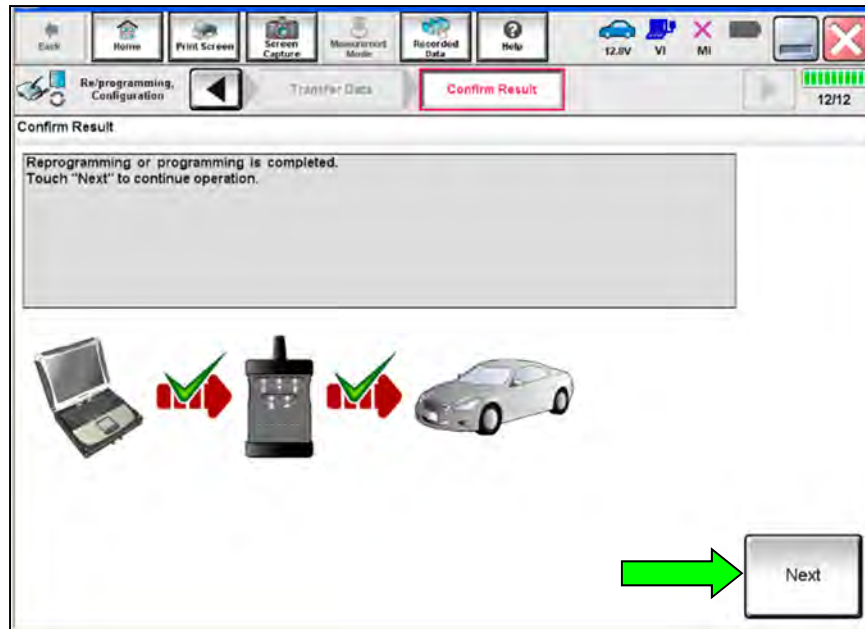 Back
Home
Print Screen
Screen
Capture
Measurement
Mode
Recorded
Data
Help
12.8V
VI
MI
Re/programming,
Configuration
Transfer Data
Confirm Result
12/12
Confirm Result
Reprogramming or programming is completed.
Touch "Next" to continue operation.
Next